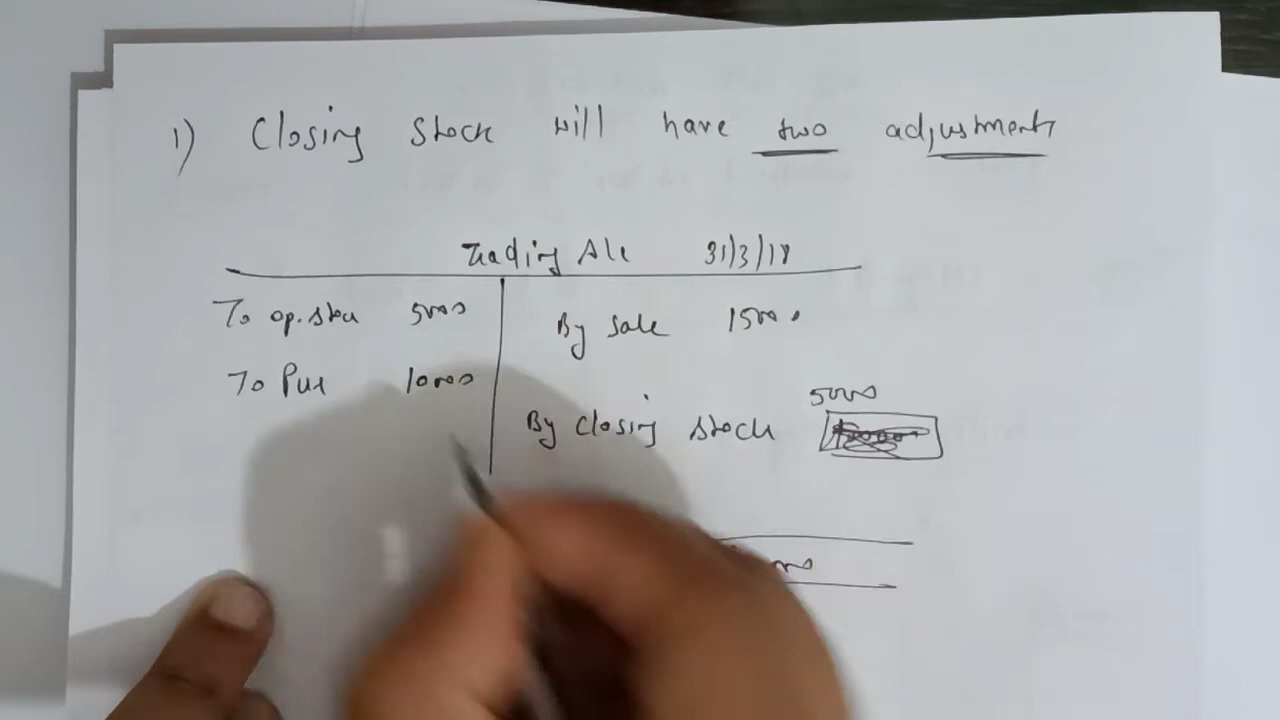 1) Closing Stock will have two adjustments
Trading A/c 31/3/18
To op. stock 5000
By Sale 15000
To Pur 10000
5000
By Closing stock